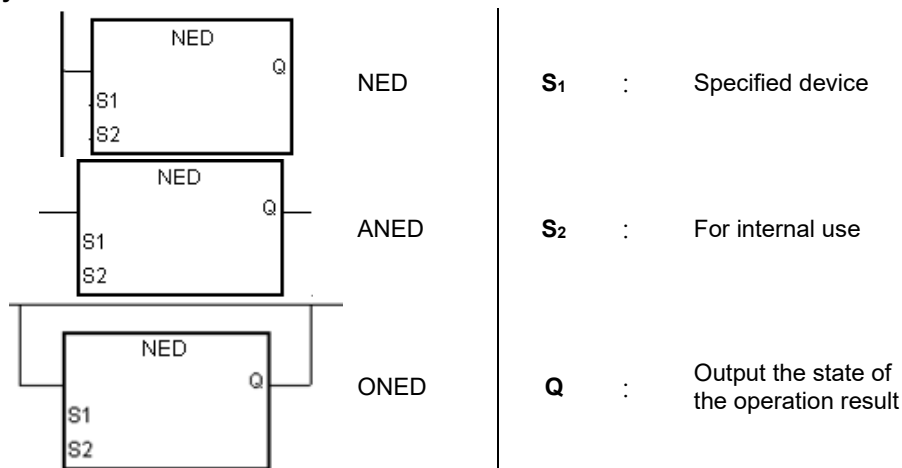 NED
Q
S1
S2
NED
S1 : Specified device
NED
Q
S1
S2
ANED
S2 : For internal use
NED
Q
S1
S2
ONED
Q : Output the state of
the operation result